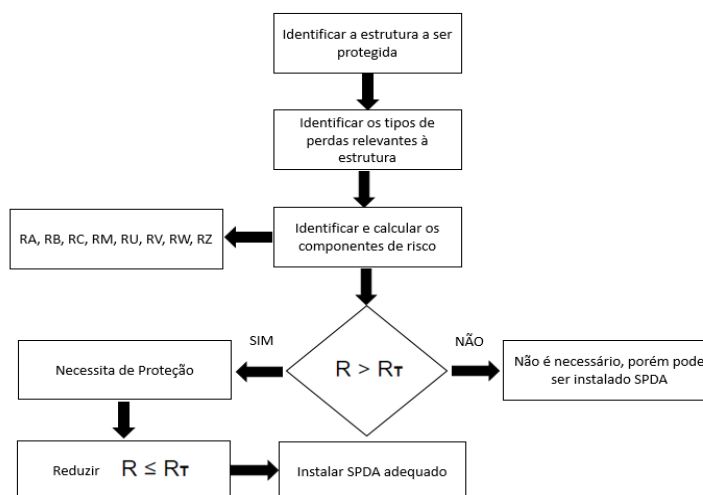 Identificar a estrutura a ser
protegida
Identificar os tipos de
perdas relevantes à
estrutura
Identificar e calcular os
componentes de risco
RA, RB, RC, RM, RU, RV, RW, RZ
R > RT
SIM
NÃO
Necessita de Proteção
Não é necessário, porém pode
ser instalado SPDA
Reduzir R ≤ RT
Instalar SPDA adequado